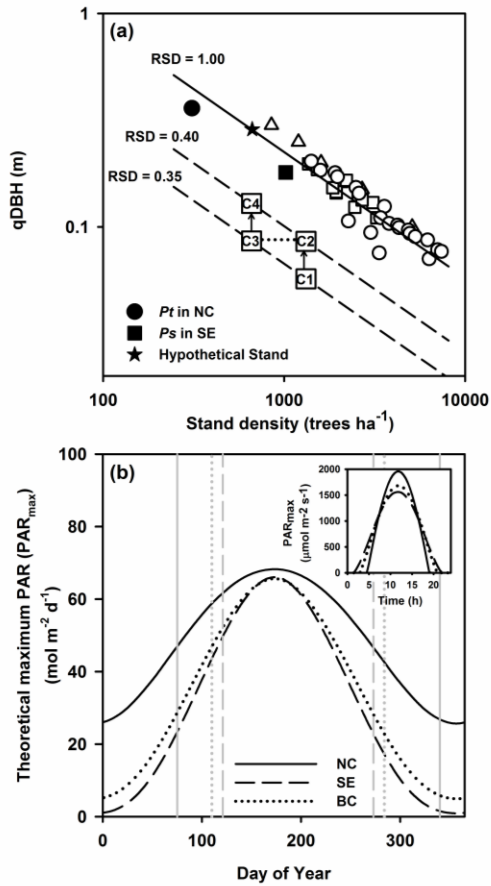 1
(a)
RSD = 1.00
RSD = 0.40
RSD = 0.35
qDBH (m)
0.1
C4
C3
C2
C1
Pt in NC
Ps in SE
Hypothetical Stand
100
1000
10000
Stand density (trees ha-1)
100
(b)
80
60
40
20
0
Theoretical maximum PAR (PARmax)
(mol m-2 d-1)
2000
1500
1000
500
0
PARmax
(μmol m-2 s-1)
0 5 10 15 20
Time (h)
NC
SE
BC
0
100
200
300
Day of Year